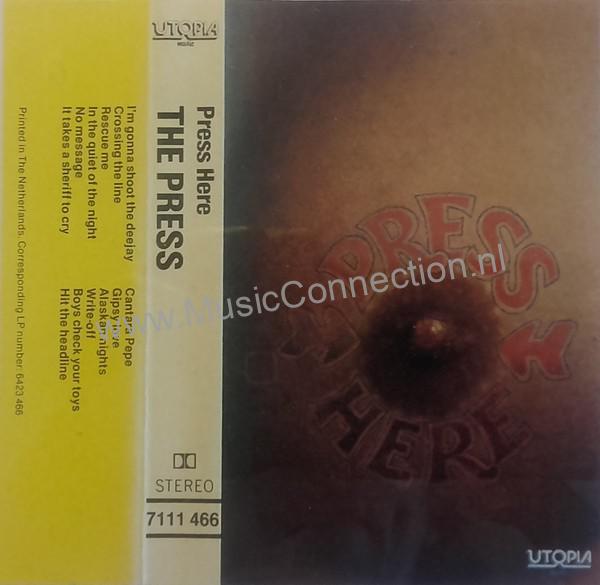 UTOPIA
Press Here
THE PRESS
I'm gonna shoot the deejay
Crossing the line
Rescue me
In the quiet of the night
No message
It takes a sheriff to cry
Cantara Pepe
Gipsy eye
Alaskan nights
Write-off
Boys check your toys
Hit the headline
Printed in The Netherlands. Corresponding LP number: 6423 466
STEREO
7111 466
PRESS
HERE
www.MusicConnection.nl
UTOPIA